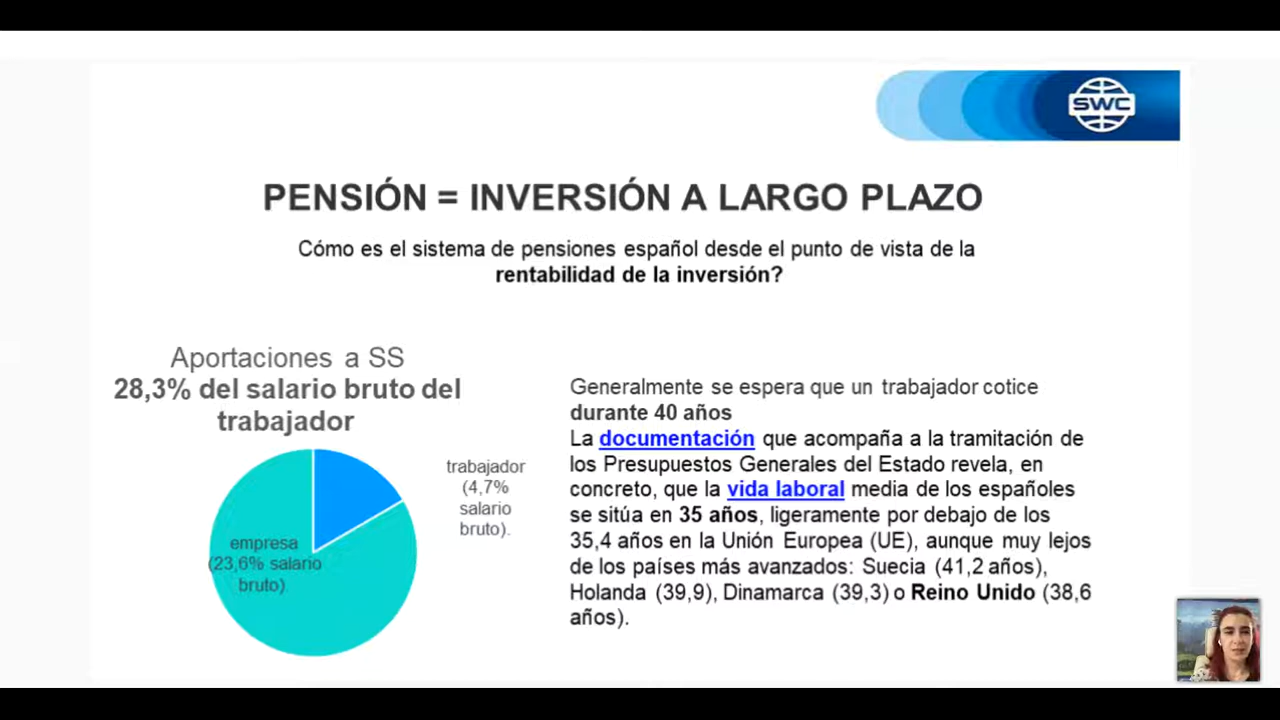 SWC
PENSIÓN = INVERSIÓN A LARGO PLAZO
Cómo es el sistema de pensiones español desde el punto de vista de la
rentabilidad de la inversión?
Aportaciones a SS
28,3% del salario bruto del
trabajador
trabajador
(4,7%
salario
bruto).
empresa
(23,6% salario
bruto)
Generalmente se espera que un trabajador cotice
durante 40 años
La documentación que acompaña a la tramitación de
los Presupuestos Generales del Estado revela, en
concreto, que la vida laboral media de los españoles
se sitúa en 35 años, ligeramente por debajo de los
35,4 años en la Unión Europea (UE), aunque muy lejos
de los países más avanzados: Suecia (41,2 años),
Holanda (39,9), Dinamarca (39,3) o Reino Unido (38,6
años).